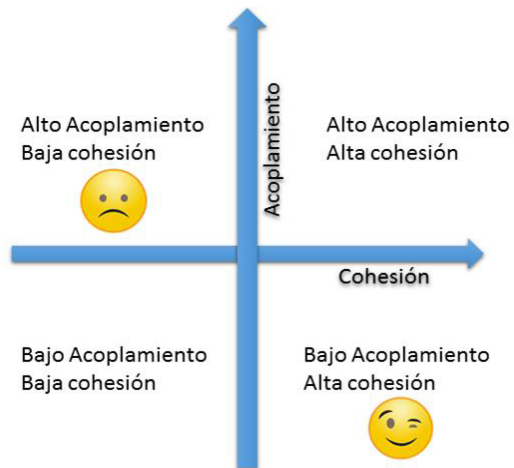 Alto Acoplamiento
Baja cohesión
Acoplamiento
Alto Acoplamiento
Alta cohesión
Cohesión
Bajo Acoplamiento
Baja cohesión
Bajo Acoplamiento
Alta cohesión